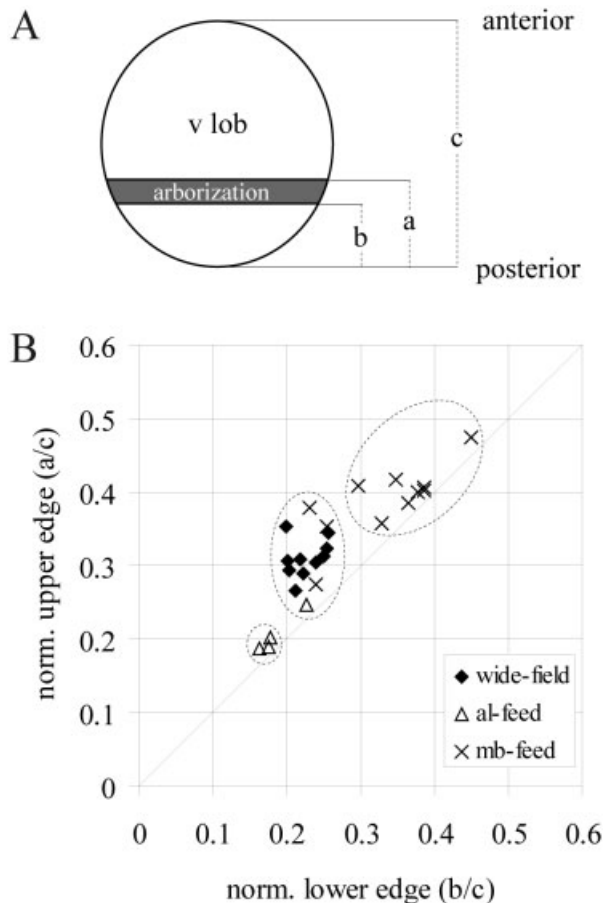 A
anterior
v lob
c
arborization
a
b
posterior
B
0.6
0.5
0.4
0.3
0.2
0.1
0
norm. upper edge (a/c)
wide-field
al-feed
mb-feed
0 0.1 0.2 0.3 0.4 0.5 0.6
norm. lower edge (b/c)